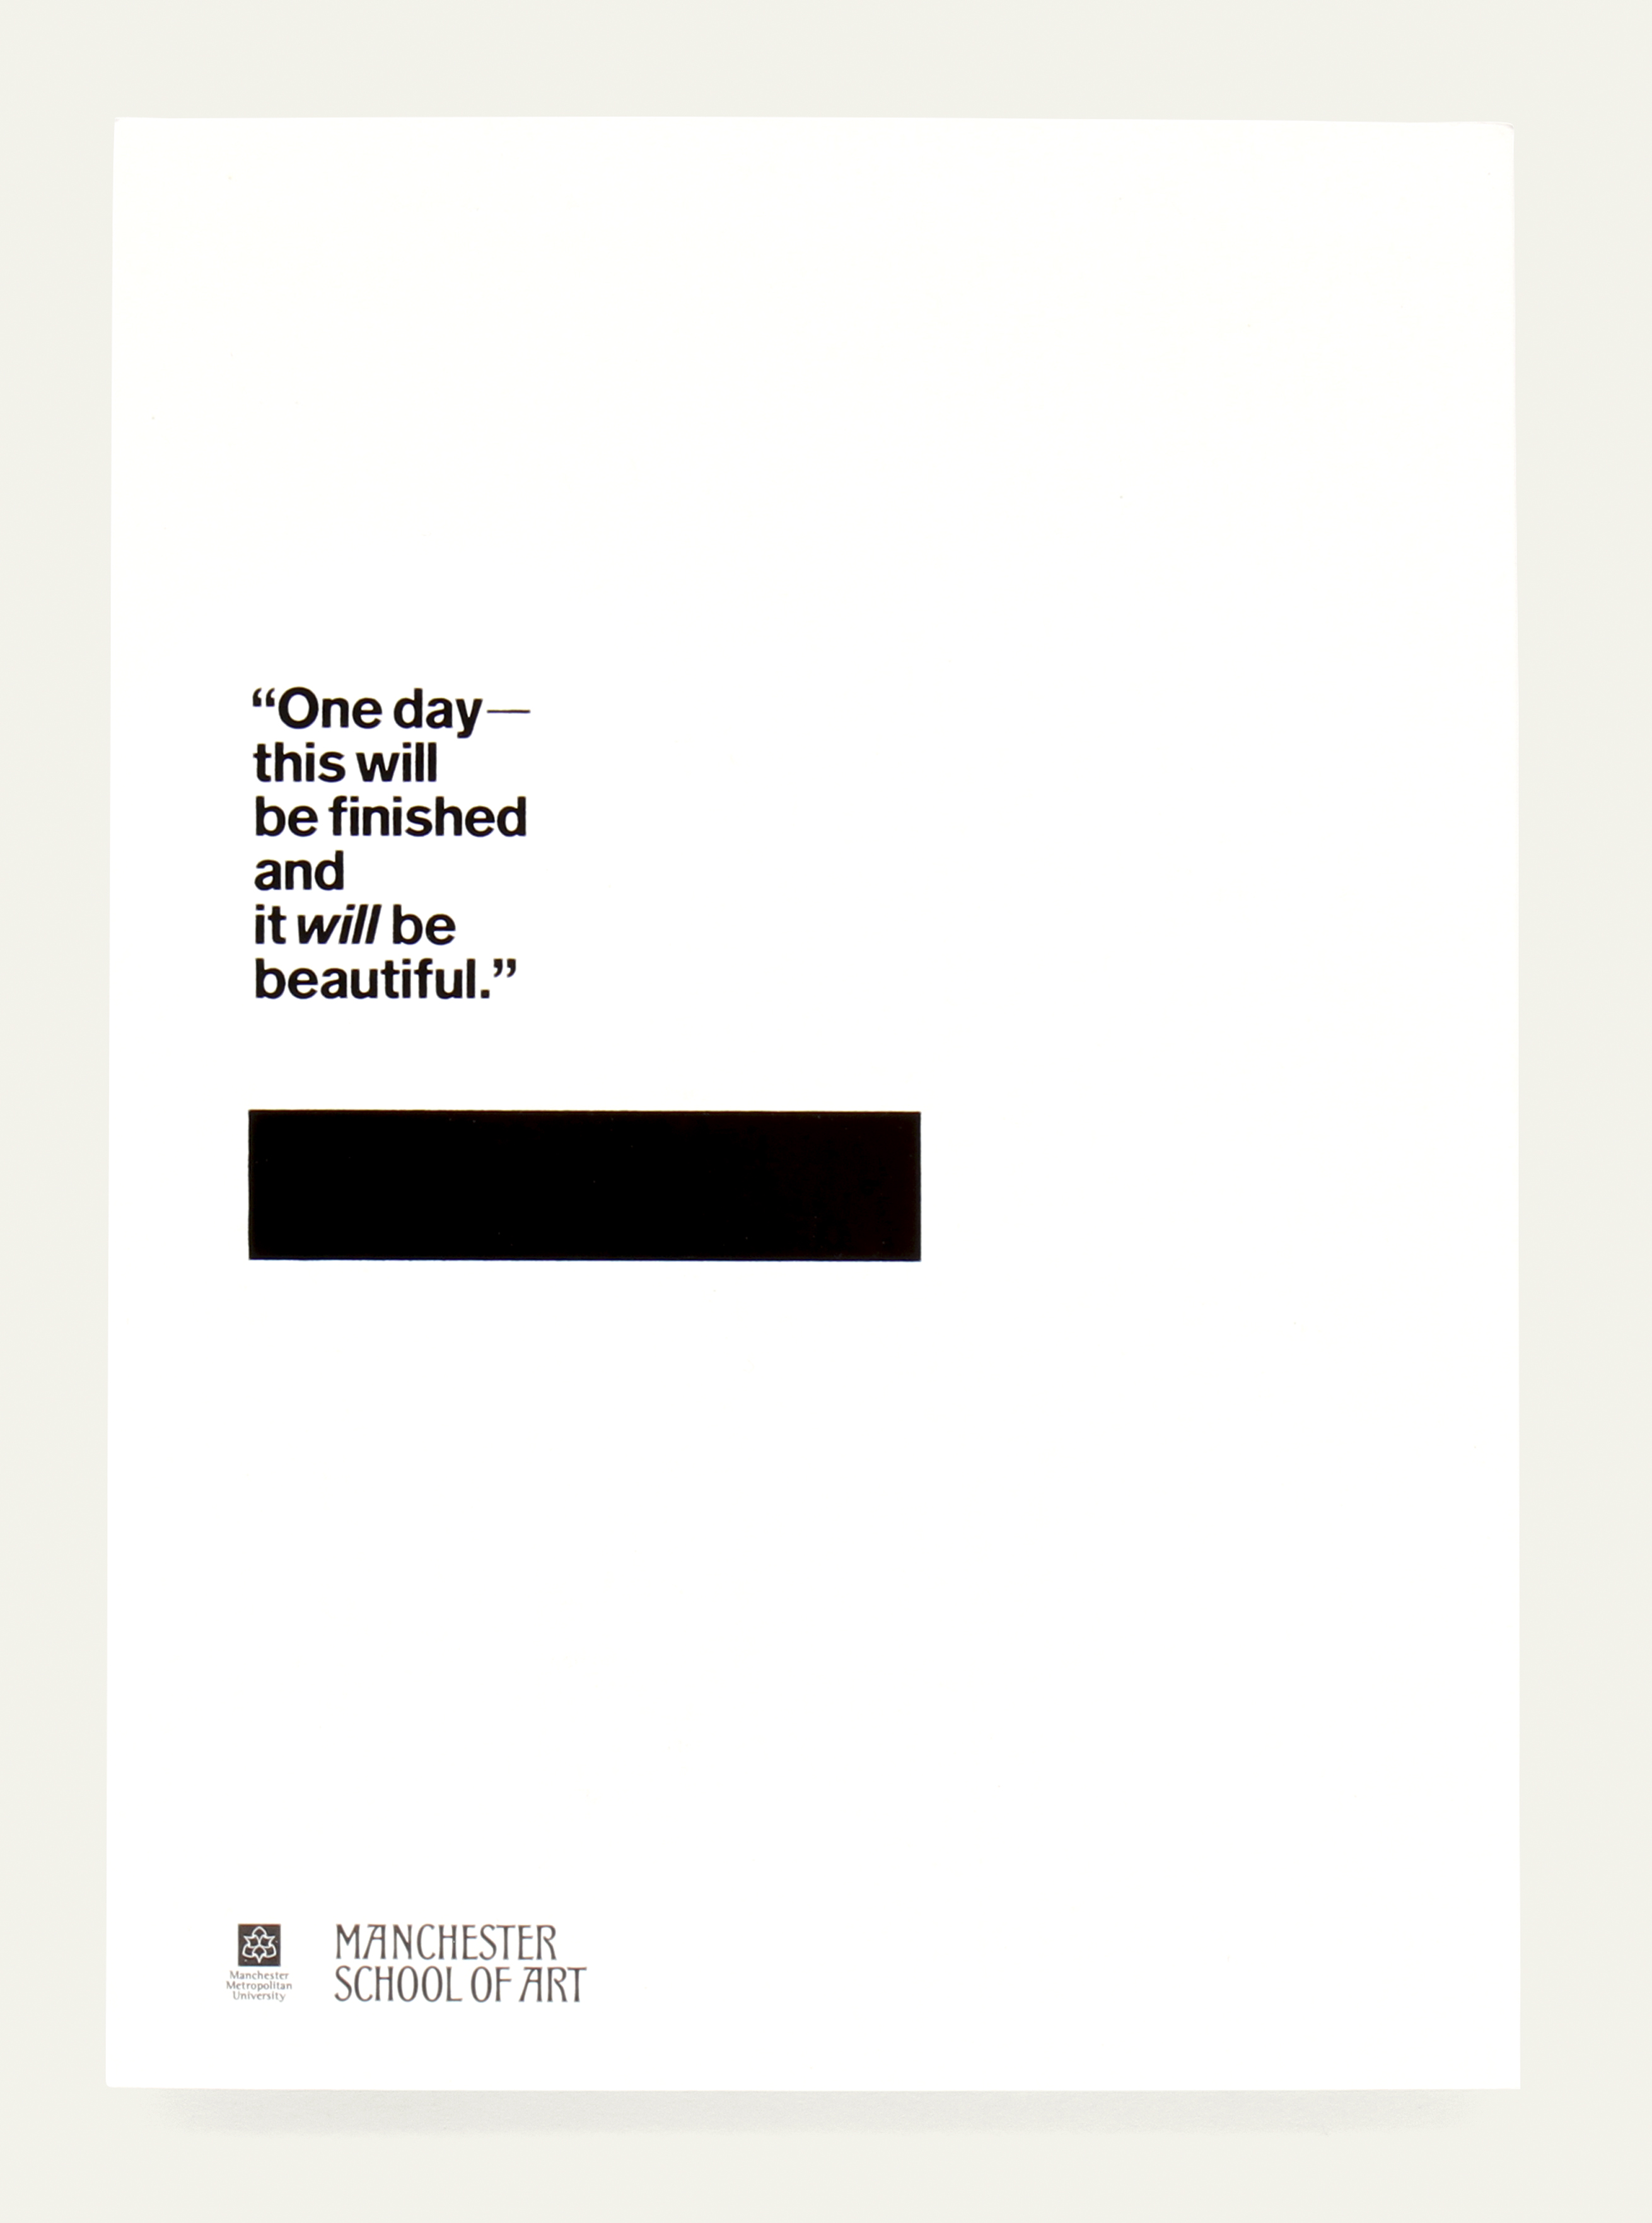 “One day—
this will
be finished
and
it will be
beautiful.”
Manchester
Metropolitan
University
MANCHESTER
SCHOOL OF ART